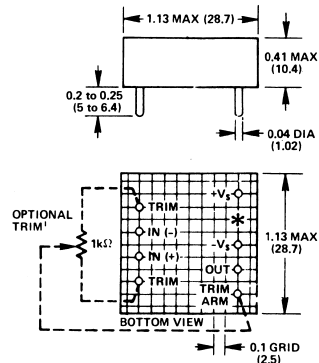 1.13 MAX (28.7)
0.41 MAX
(10.4)
0.2 to 0.25
(5 to 6.4)
0.04 DIA
(1.02)
+Vs
TRIM
*
OPTIONAL
TRIM¹
1kΩ
IN (-)
-Vs
1.13 MAX
(28.7)
IN (+)
OUT
TRIM
TRIM
ARM
BOTTOM VIEW
0.1 GRID
(2.5)